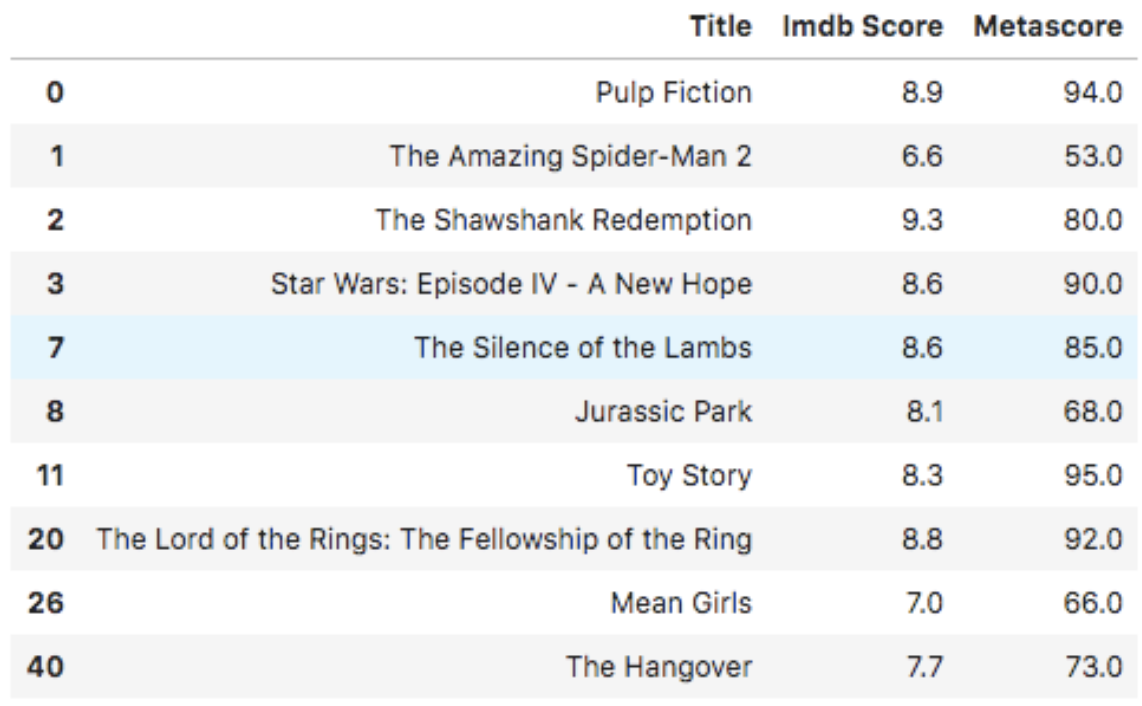 Title Imdb Score Metascore
0 Pulp Fiction 8.9 94.0
1 The Amazing Spider-Man 2 6.6 53.0
2 The Shawshank Redemption 9.3 80.0
3 Star Wars: Episode IV - A New Hope 8.6 90.0
7 The Silence of the Lambs 8.6 85.0
8 Jurassic Park 8.1 68.0
11 Toy Story 8.3 95.0
20 The Lord of the Rings: The Fellowship of the Ring 8.8 92.0
26 Mean Girls 7.0 66.0
40 The Hangover 7.7 73.0